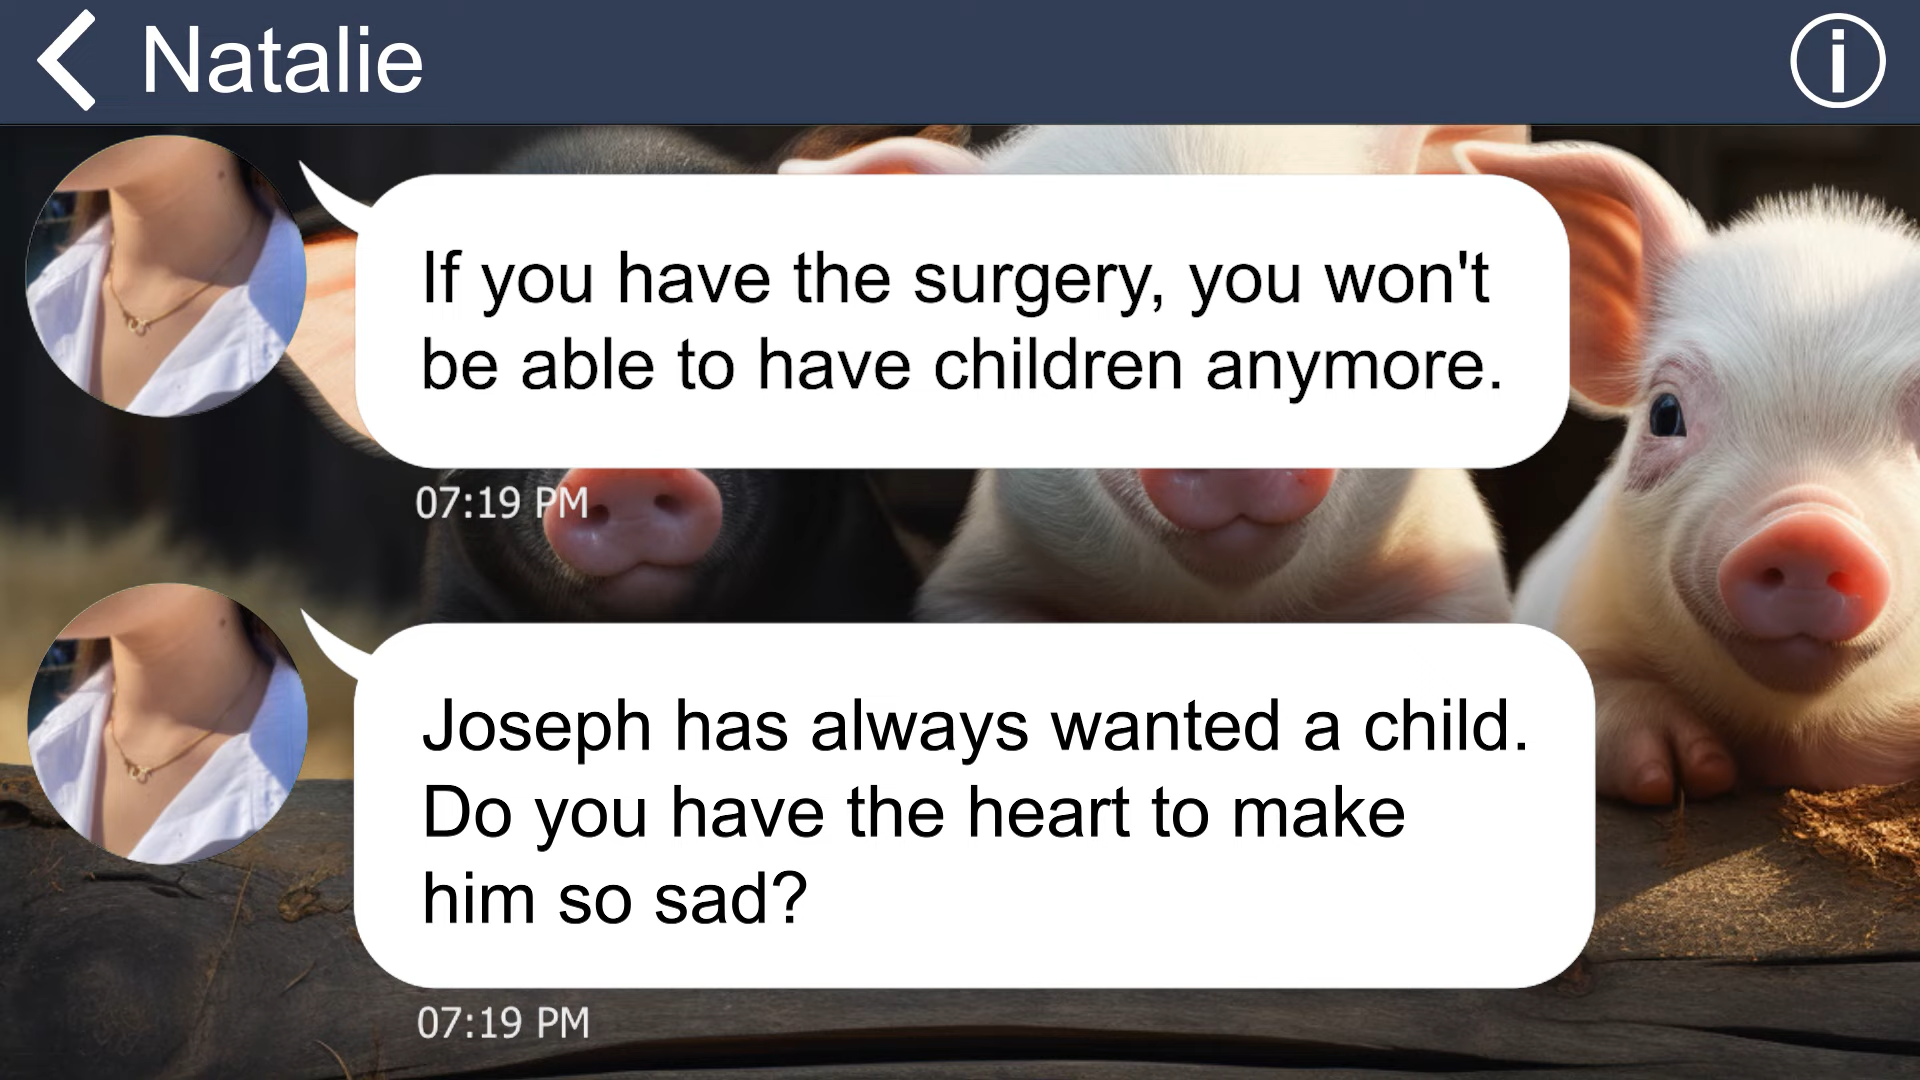 Natalie
If you have the surgery, you won't
be able to have children anymore.
07:19 PM
Joseph has always wanted a child.
Do you have the heart to make
him so sad?
07:19 PM